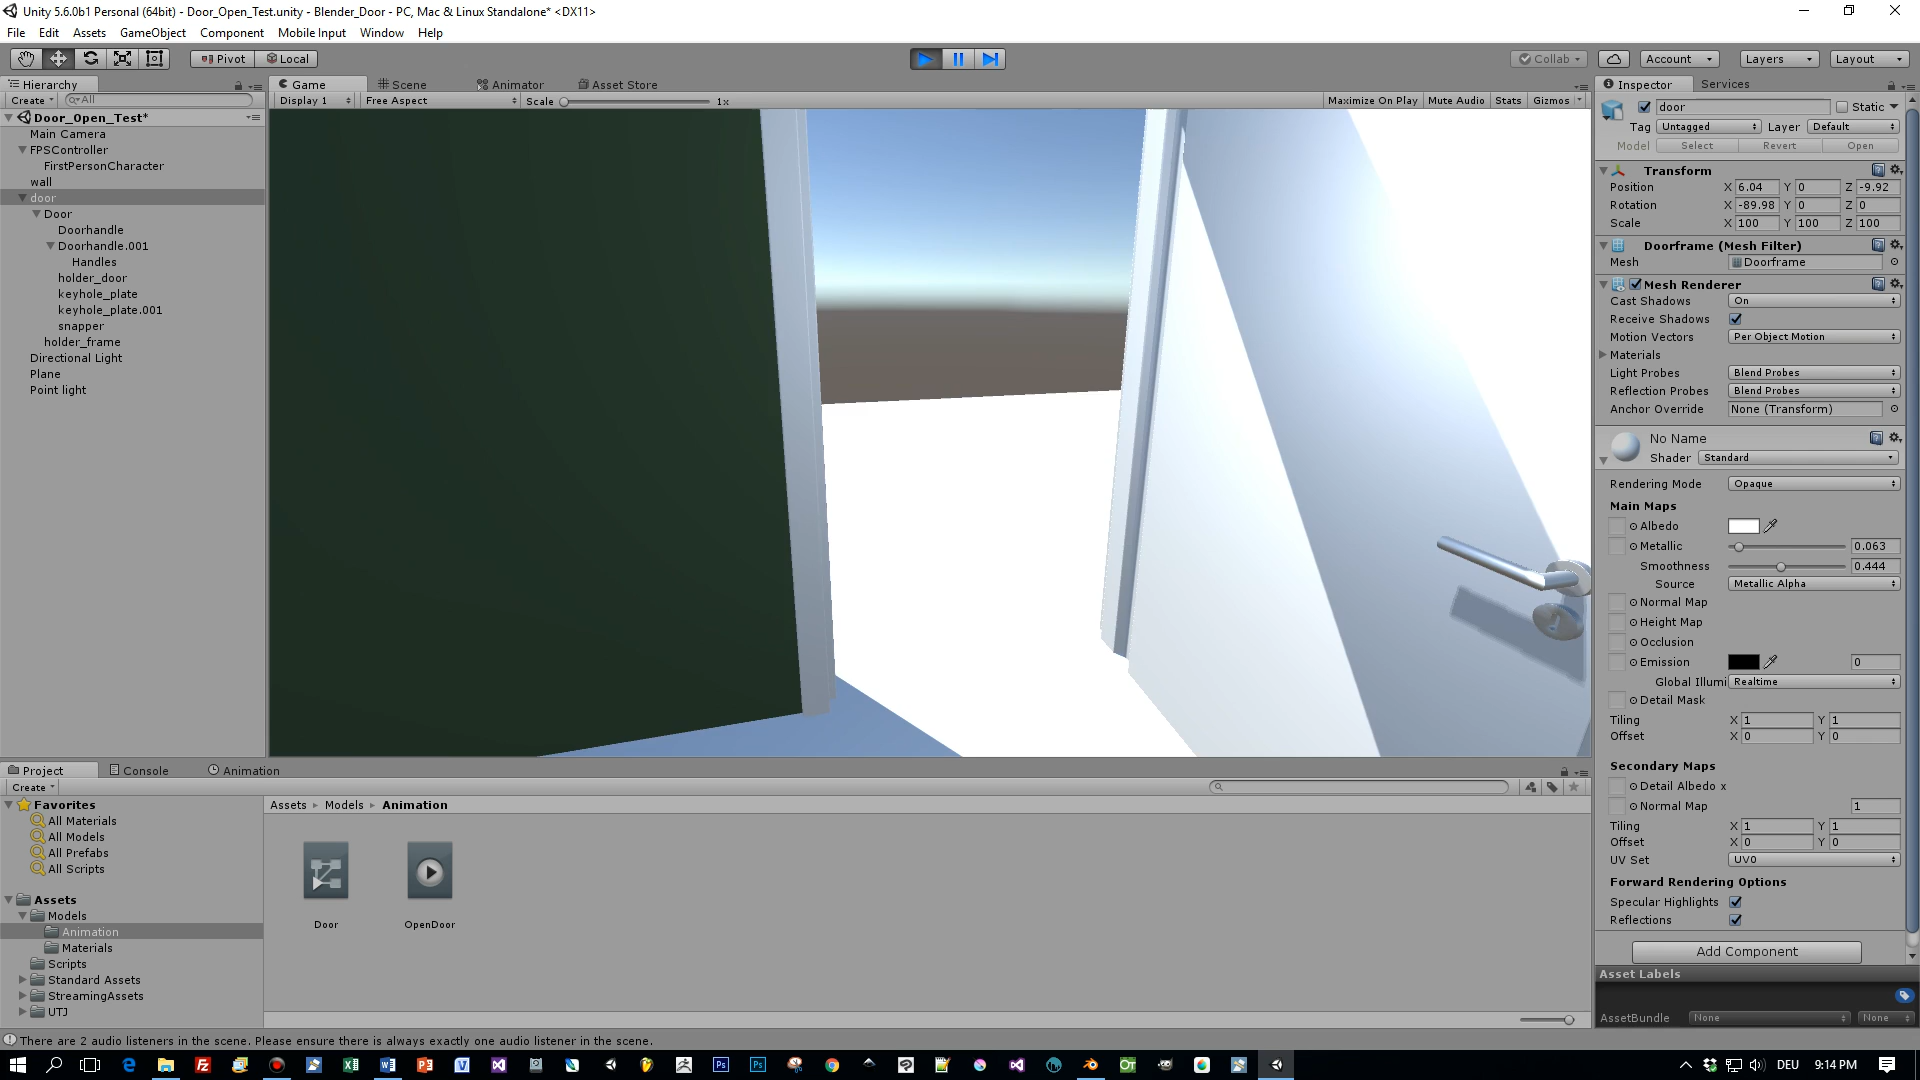 Unity 5.6.0b1 Personal (64bit) - Door_Open_Test.unity - Blender_Door - PC, Mac & Linux Standalone* <DX11>
File Edit Assets GameObject Component Mobile Input Window Help
Pivot Local
Collab Account Layers Layout
Hierarchy
Create All
Door_Open_Test*
Main Camera
FPSController
FirstPersonCharacter
wall
door
Door
Doorhandle
Doorhandle.001
Handles
holder_door
keyhole_plate
keyhole_plate.001
snapper
holder_frame
Directional Light
Plane
Point light
Game Scene Animator Asset Store
Display 1 Free Aspect Scale 1x Maximize On Play Mute Audio Stats Gizmos
Inspector Services
door Static
Tag Untagged Layer Default
Model Select Revert Open
Transform
Position X 6.04 Y 0 Z -9.92
Rotation X -89.98 Y 0 Z 0
Scale X 100 Y 100 Z 100
Doorframe (Mesh Filter)
Mesh Doorframe
Mesh Renderer
Cast Shadows On
Receive Shadows
Motion Vectors Per Object Motion
Materials
Light Probes Blend Probes
Reflection Probes Blend Probes
Anchor Override None (Transform)
No Name
Shader Standard
Rendering Mode Opaque
Main Maps
Albedo
Metallic 0.063
Smoothness 0.444
Source Metallic Alpha
Normal Map
Height Map
Occlusion
Emission 0
Global Illumi Realtime
Detail Mask
Tiling X 1 Y 1
Offset X 0 Y 0
Secondary Maps
Detail Albedo x
Normal Map 1
Tiling X 1 Y 1
Offset X 0 Y 0
UV Set UV0
Forward Rendering Options
Specular Highlights
Reflections
Add Component
Asset Labels
AssetBundle None None
Project Console Animation
Create
Favorites
All Materials
All Models
All Prefabs
All Scripts
Assets
Models
Animation
Materials
Scripts
Standard Assets
StreamingAssets
UTJ
Assets Models Animation
Door OpenDoor
There are 2 audio listeners in the scene. Please ensure there is always exactly one audio listener in the scene.
DEU 9:14 PM